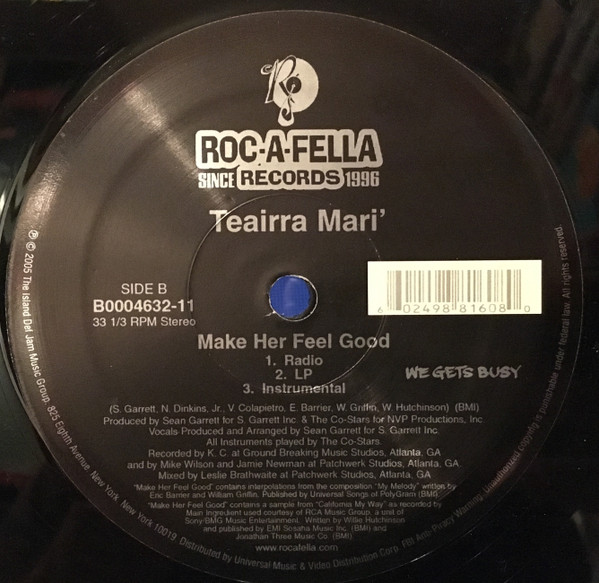 ROC-A-FELLA
SINCE RECORDS 1996
Teairra Mari’
SIDE B
B0004632-11
33 1/3 RPM Stereo
6 02498 81608 0
Make Her Feel Good
1. Radio
2. LP
3. Instrumental
WE GETS BUSY
(S. Garrett, N. Dinkins, Jr., V. Colapietro, E. Barrier, W. Griffin, W. Hutchinson) (BMI)
Produced by Sean Garrett for S. Garrett Inc. & The Co-Stars for NVP Productions, Inc
Vocals Produced and Arranged by Sean Garrett for S. Garrett Inc.
All Instruments played by The Co-Stars.
Recorded by K. C. at Ground Breaking Music Studios, Atlanta, GA
and by Mike Wilson and Jamie Newman at Patchwerk Studios, Atlanta, GA.
Mixed by Leslie Brathwaite at Patchwerk Studios, Atlanta, GA
"Make Her Feel Good" contains interpolations from the composition "My Melody" written by
Eric Barrier and William Griffin. Published by Universal Songs of PolyGram (BMI)
"Make Her Feel Good" contains a sample from "California My Way" as recorded by
Main Ingredient used courtesy of RCA Music Group, a unit of
Sony/BMG Music Entertainment. Written by Willie Hutchinson
and published by EMI Sosaha Music Inc. (BMI) and
Jonathan Three Music Co. (BMI)
www.rocafella.com
℗ © 2005 The Island Def Jam Music Group, 825 Eighth Avenue, New York, New York 10019. Distributed by Universal Music & Video Distribution Corp. FBI Anti-Piracy Warning: Unauthorized copying is punishable under federal law. All rights reserved.